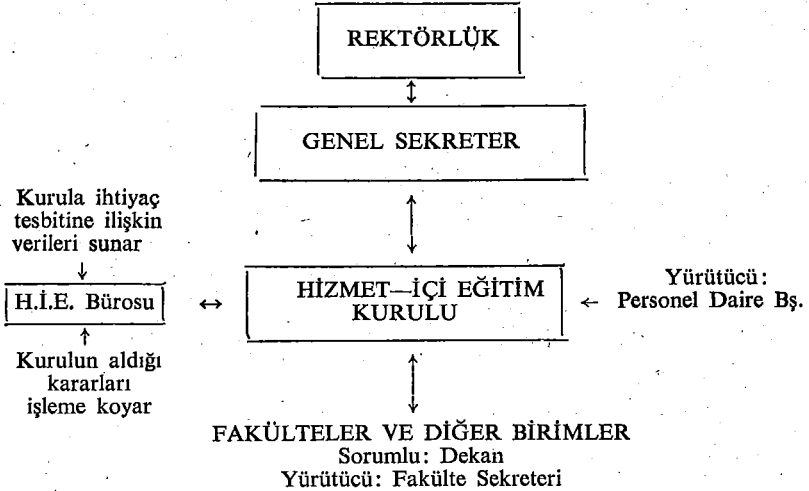 REKTÖRLÜK
↕
GENEL SEKRETER
↕
Kurula ihtiyaç
tesbitine ilişkin
verileri sunar
↓
H.İ.E. Bürosu
↔
↑
Kurulun aldığı
kararları
işleme koyar
HİZMET—İÇİ EĞİTİM
KURULU
←
Yürütücü:
Personel Daire Bş.
↕
FAKÜLTELER VE DİĞER BİRİMLER
Sorumlu: Dekan
Yürütücü: Fakülte Sekreteri